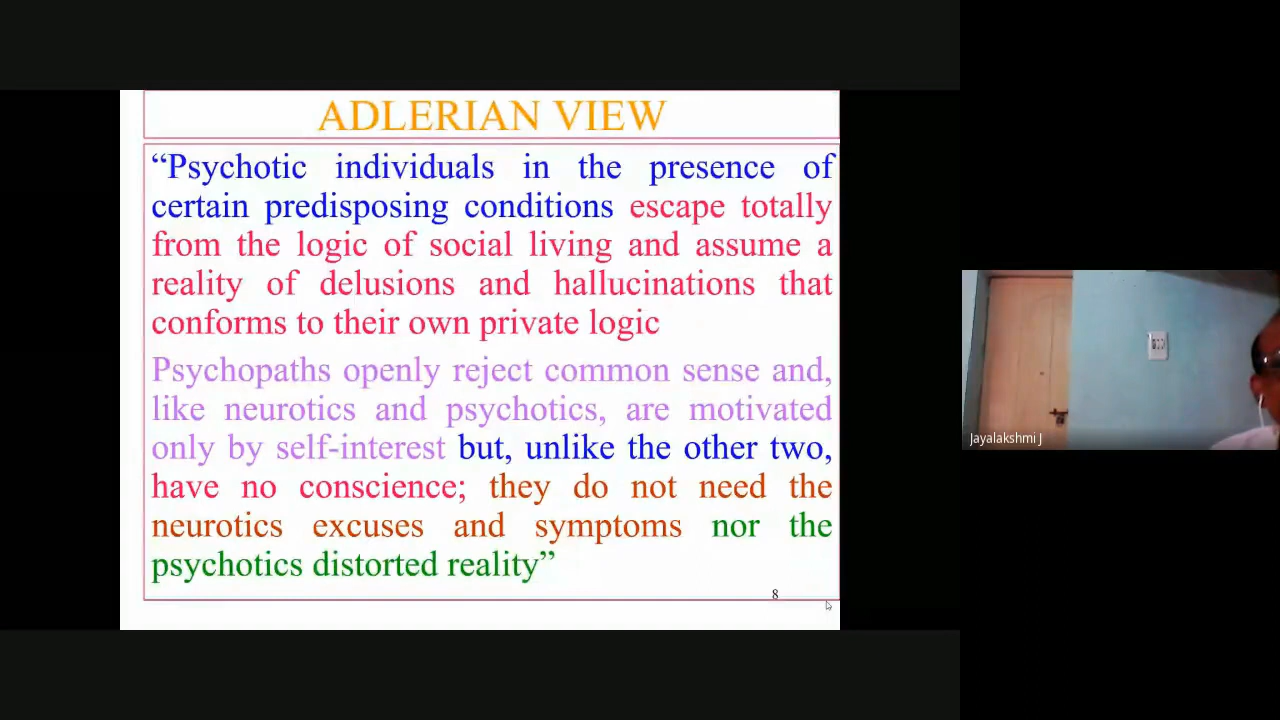 ADLERIAN VIEW
“Psychotic individuals in the presence of
certain predisposing conditions escape totally
from the logic of social living and assume a
reality of delusions and hallucinations that
conforms to their own private logic
Psychopaths openly reject common sense and,
like neurotics and psychotics, are motivated
only by self-interest but, unlike the other two,
have no conscience; they do not need the
neurotics excuses and symptoms nor the
psychotics distorted reality”
8
Jayalakshmi J